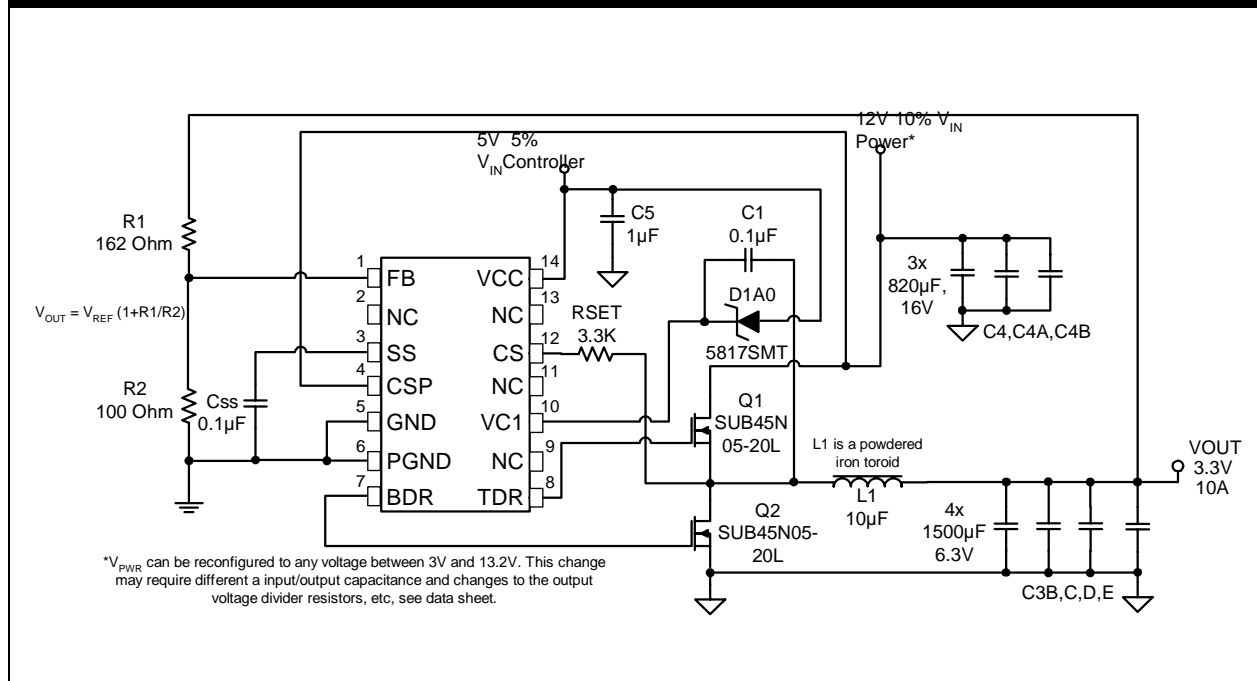 12V 10% VIN
Power*
5V 5%
VINController
R1
162 Ohm
C5
1µF
C1
0.1µF
3x
820µF,
16V
C4,C4A,C4B
D1A0
5817SMT
RSET
3.3K
VOUT = VREF (1+R1/R2)
1
FB
2
NC
3
SS
4
CSP
5
GND
6
PGND
7
BDR
14
VCC
13
NC
12
CS
11
NC
10
VC1
9
NC
8
TDR
R2
100 Ohm
Css
0.1µF
Q1
SUB45N
05-20L
L1 is a powdered
iron toroid
L1
10µF
VOUT
3.3V
10A
Q2
SUB45N05-
20L
4x
1500µF
6.3V
C3B,C,D,E
*VPWR can be reconfigured to any voltage between 3V and 13.2V. This change
may require different a input/output capacitance and changes to the output
voltage divider resistors, etc, see data sheet.